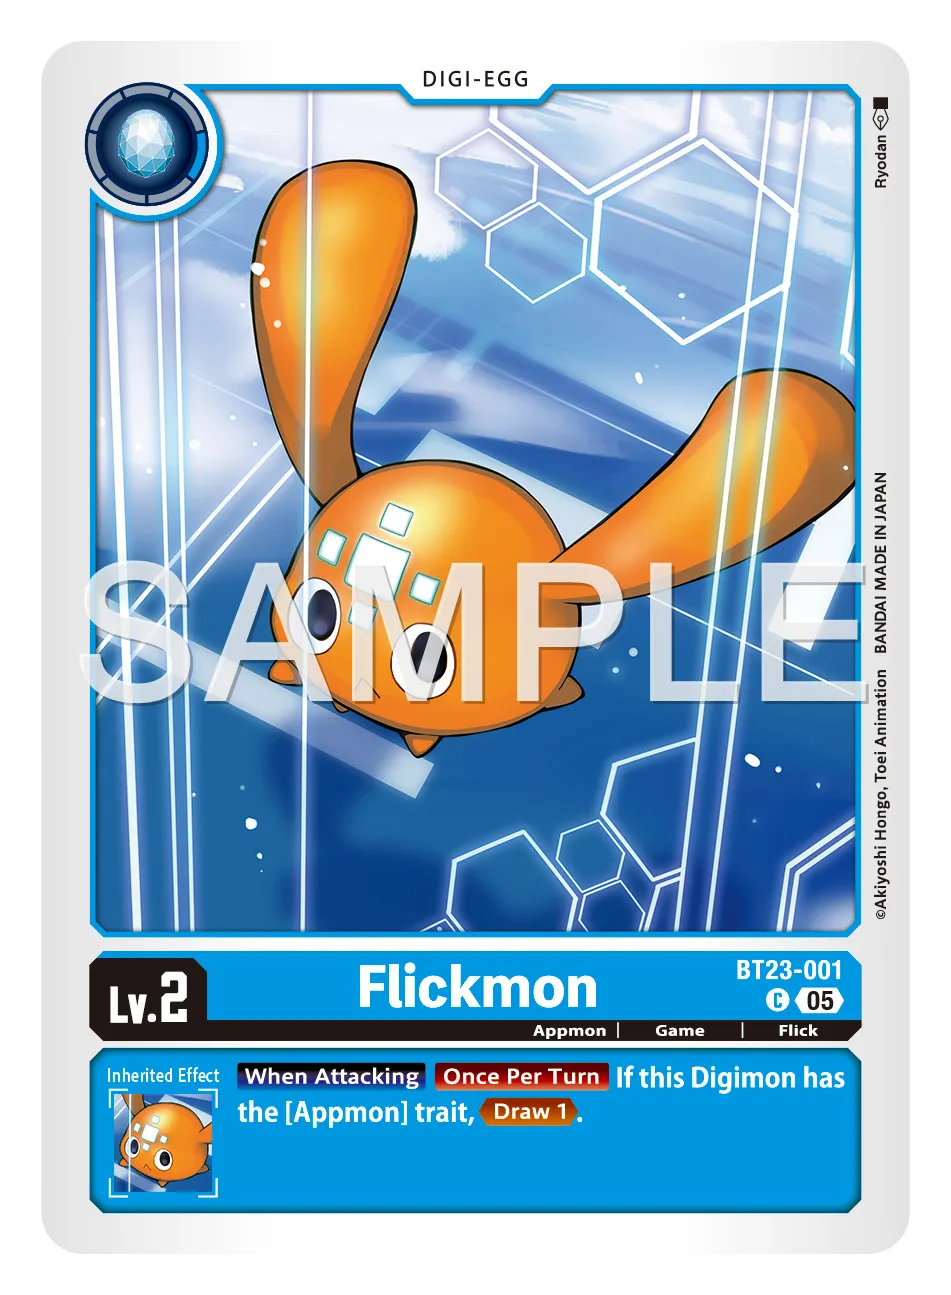 DIGI-EGG
Ryodan
SAMPLE
©Akiyoshi Hongo, Toei Animation BANDAI MADE IN JAPAN
Lv.2
Flickmon
BT23-001
C 05
Appmon | Game | Flick
Inherited Effect
When Attacking Once Per Turn If this Digimon has
the [Appmon] trait, Draw 1.